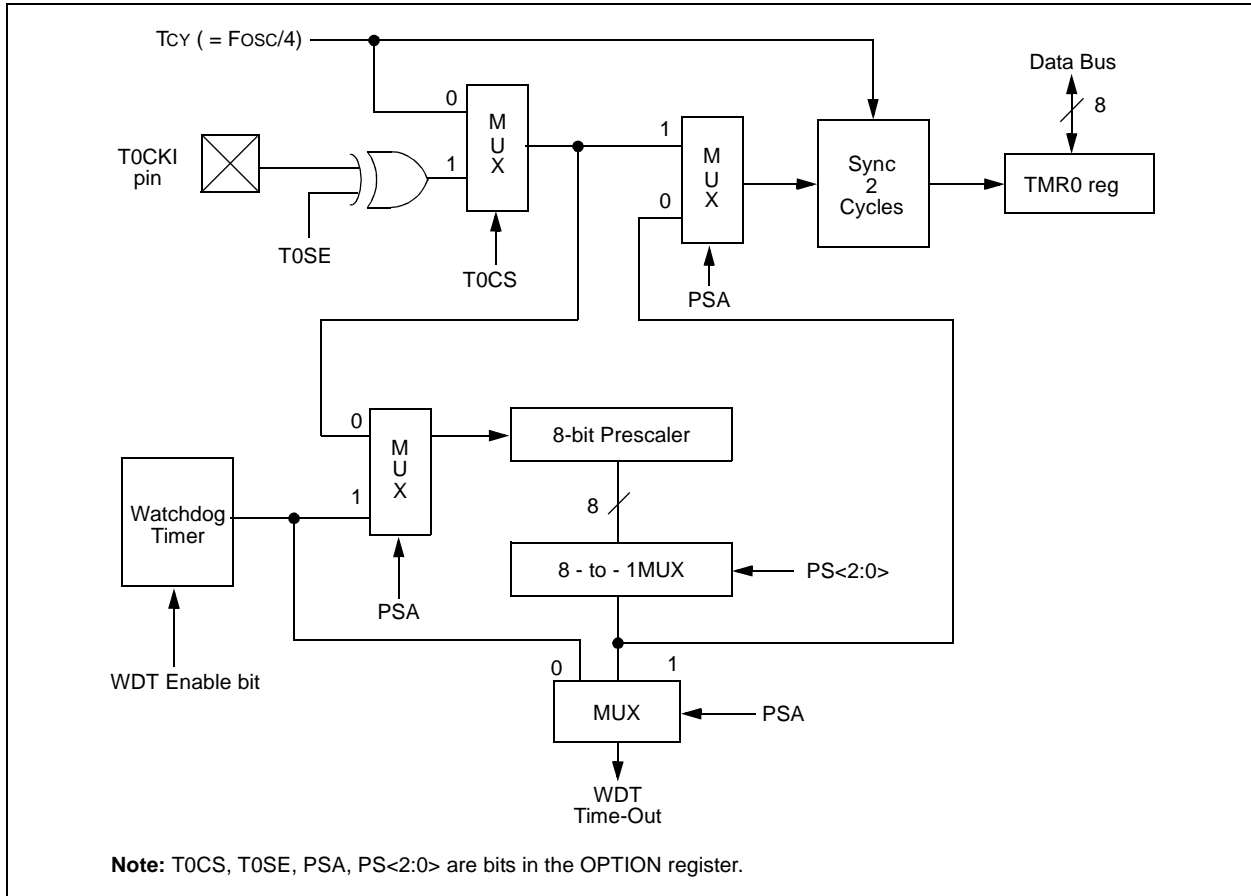 TCY ( = FOSC/4)
Data Bus
8
0
M
U
X
1
T0CKI
pin
T0SE
T0CS
1
M
U
X
0
PSA
Sync
2
Cycles
TMR0 reg
0
M
U
X
1
8-bit Prescaler
Watchdog
Timer
8
8 - to - 1MUX
PS<2:0>
PSA
WDT Enable bit
0
1
MUX
PSA
WDT
Time-Out
Note: T0CS, T0SE, PSA, PS<2:0> are bits in the OPTION register.